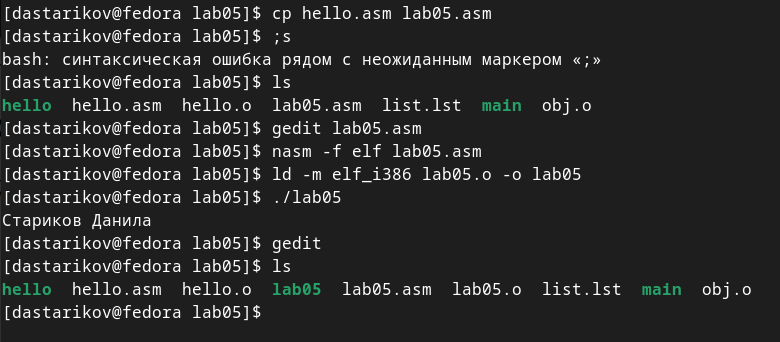 [dastarikov@fedora lab05]$ cp hello.asm lab05.asm
[dastarikov@fedora lab05]$ ;s
bash: синтаксическая ошибка рядом с неожиданным маркером «;»
[dastarikov@fedora lab05]$ ls
hello  hello.asm  hello.o  lab05.asm  list.lst  main  obj.o
[dastarikov@fedora lab05]$ gedit lab05.asm
[dastarikov@fedora lab05]$ nasm -f elf lab05.asm
[dastarikov@fedora lab05]$ ld -m elf_i386 lab05.o -o lab05
[dastarikov@fedora lab05]$ ./lab05
Стариков Данила
[dastarikov@fedora lab05]$ gedit
[dastarikov@fedora lab05]$ ls
hello  hello.asm  hello.o  lab05  lab05.asm  lab05.o  list.lst  main  obj.o
[dastarikov@fedora lab05]$